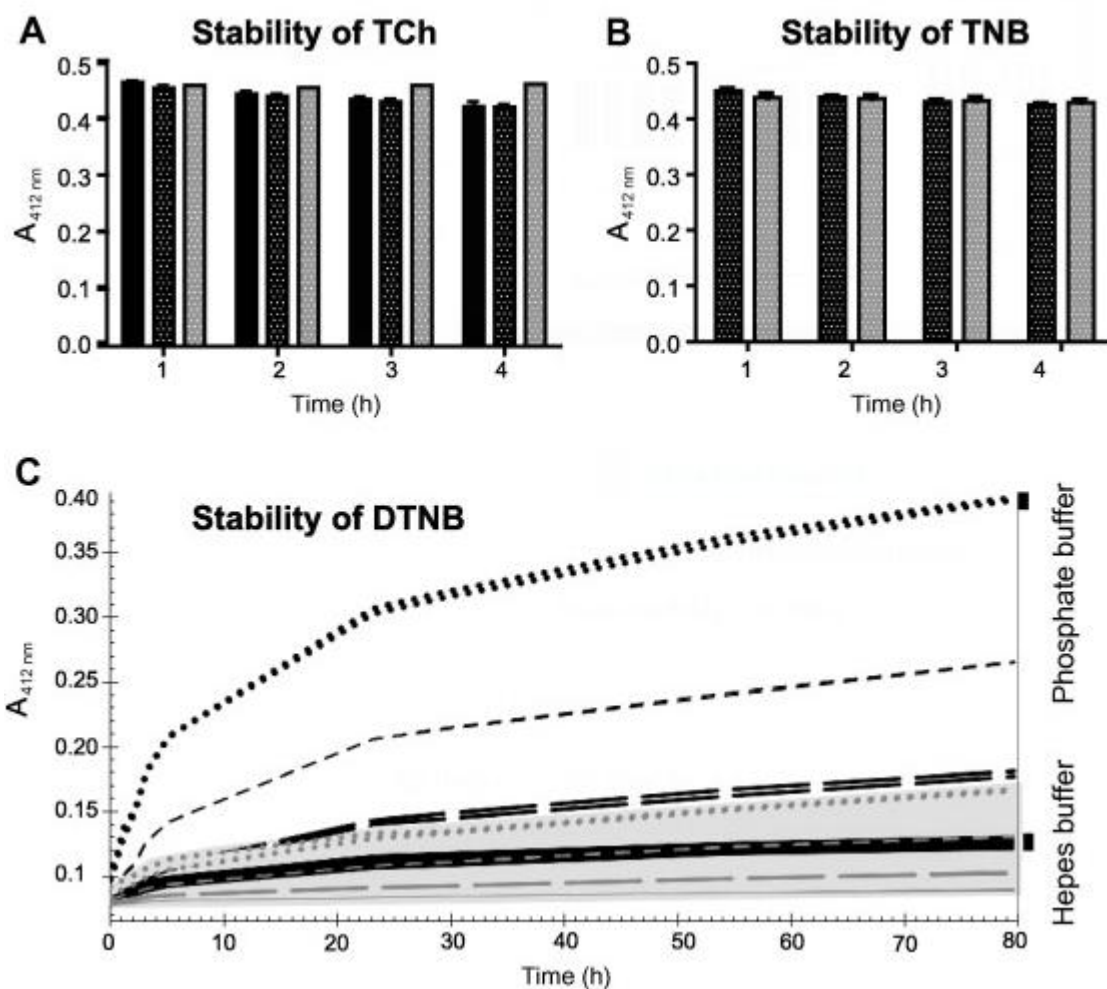 A
Stability of TCh
0.5
0.4
0.3
0.2
0.1
0.0
A412 nm
1 2 3 4
Time (h)
B
Stability of TNB
0.5
0.4
0.3
0.2
0.1
0.0
A412 nm
1 2 3 4
Time (h)
C
Stability of DTNB
0.40
0.35
0.30
0.25
0.20
0.15
0.1
A412 nm
0 10 20 30 40 50 60 70 80
Time (h)
Phosphate buffer
Hepes buffer